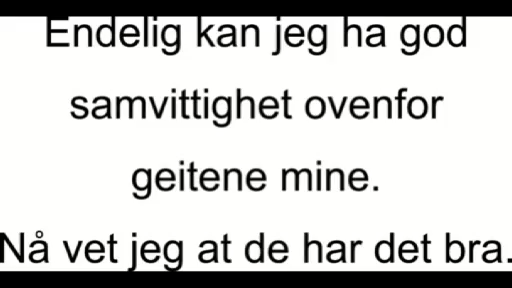 Endelig kan jeg ha god
samvittighet ovenfor
geitene mine.
Nå vet jeg at de har det bra.